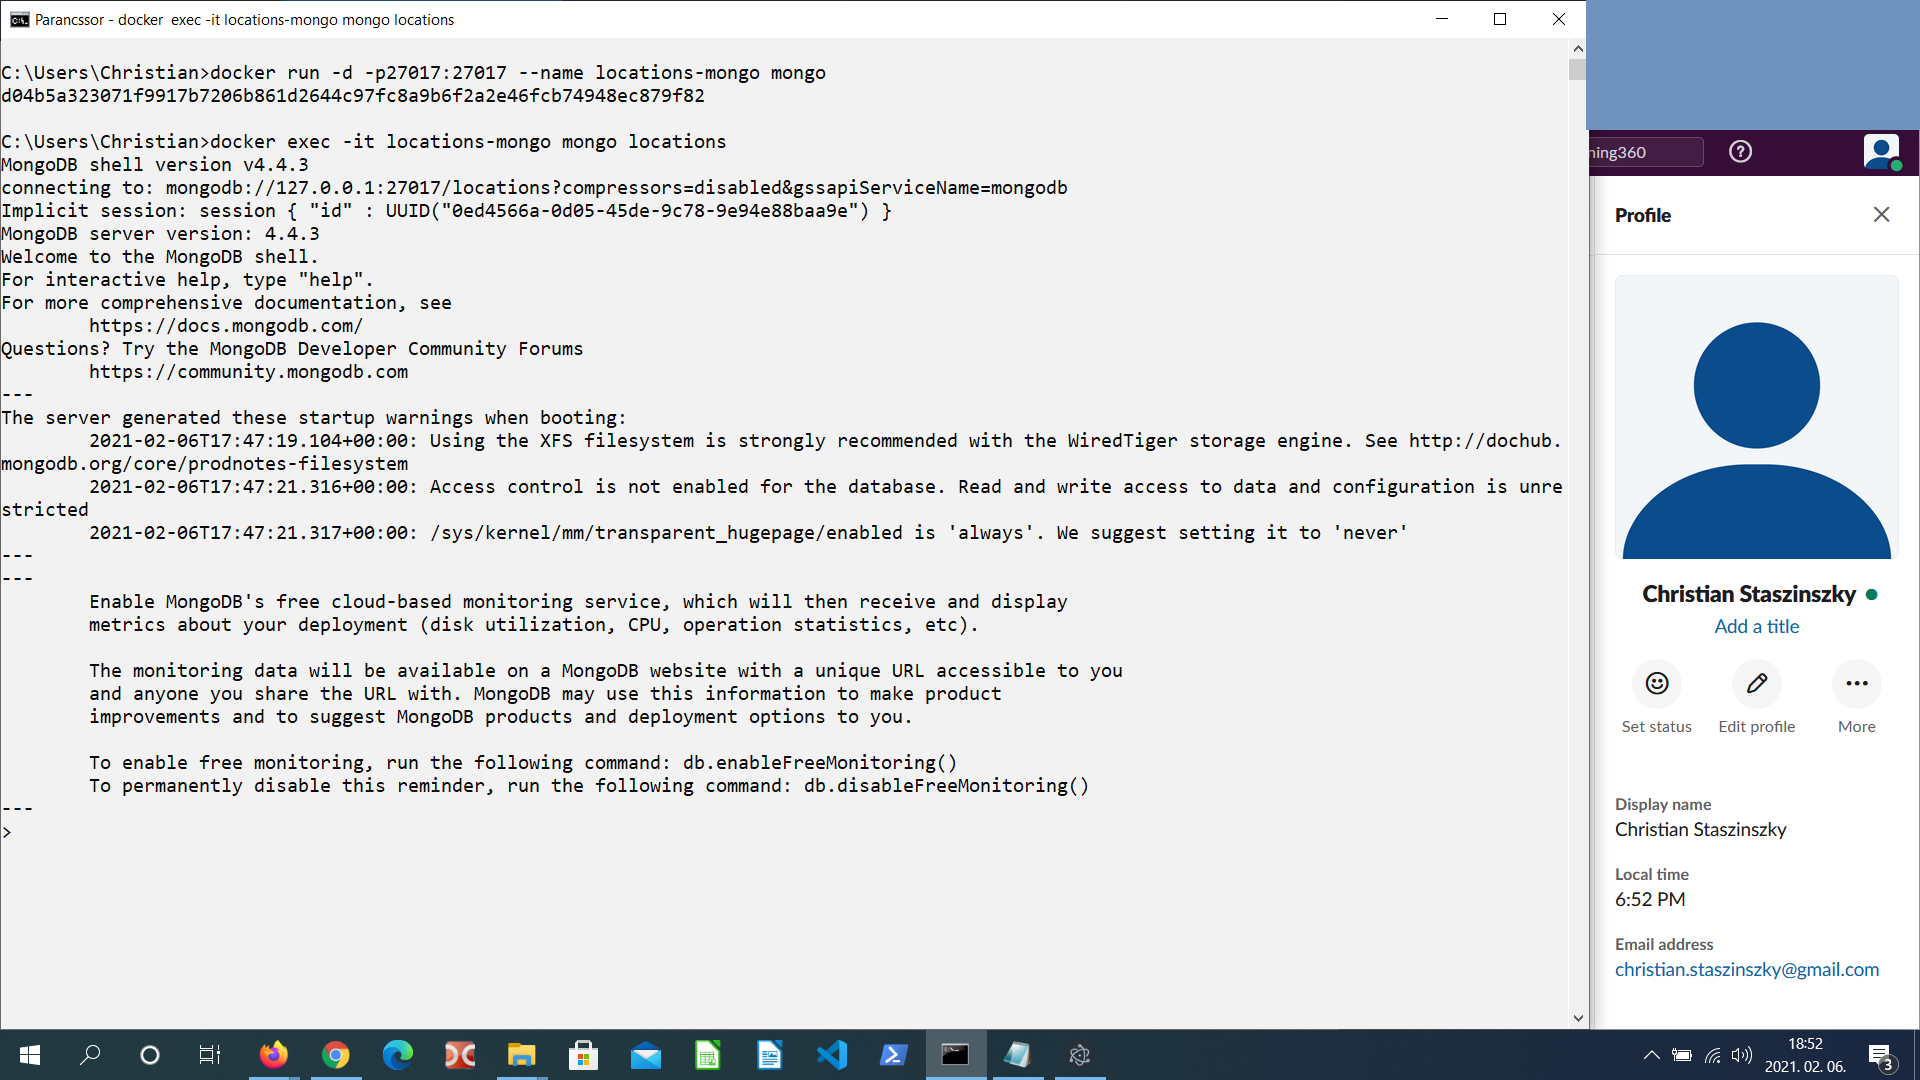 Parancssor - docker  exec -it locations-mongo mongo locations
C:\Users\Christian>docker run -d -p27017:27017 --name locations-mongo mongo
d04b5a323071f9917b7206b861d2644c97fc8a9b6f2a2e46fcb74948ec879f82
C:\Users\Christian>docker exec -it locations-mongo mongo locations
MongoDB shell version v4.4.3
connecting to: mongodb://127.0.0.1:27017/locations?compressors=disabled&gssapiServiceName=mongodb
Implicit session: session { "id" : UUID("0ed4566a-0d05-45de-9c78-9e94e88baa9e") }
MongoDB server version: 4.4.3
Welcome to the MongoDB shell.
For interactive help, type "help".
For more comprehensive documentation, see
https://docs.mongodb.com/
Questions? Try the MongoDB Developer Community Forums
https://community.mongodb.com
---
The server generated these startup warnings when booting:
2021-02-06T17:47:19.104+00:00: Using the XFS filesystem is strongly recommended with the WiredTiger storage engine. See http://dochub.
mongodb.org/core/prodnotes-filesystem
2021-02-06T17:47:21.316+00:00: Access control is not enabled for the database. Read and write access to data and configuration is unre
stricted
2021-02-06T17:47:21.317+00:00: /sys/kernel/mm/transparent_hugepage/enabled is 'always'. We suggest setting it to 'never'
---
---
Enable MongoDB's free cloud-based monitoring service, which will then receive and display
metrics about your deployment (disk utilization, CPU, operation statistics, etc).
The monitoring data will be available on a MongoDB website with a unique URL accessible to you
and anyone you share the URL with. MongoDB may use this information to make product
improvements and to suggest MongoDB products and deployment options to you.
To enable free monitoring, run the following command: db.enableFreeMonitoring()
To permanently disable this reminder, run the following command: db.disableFreeMonitoring()
---
>
ning360
Profile
Christian Staszinszky
Add a title
Set status
Edit profile
More
Display name
Christian Staszinszky
Local time
6:52 PM
Email address
christian.staszinszky@gmail.com
18:52
2021. 02. 06.
3